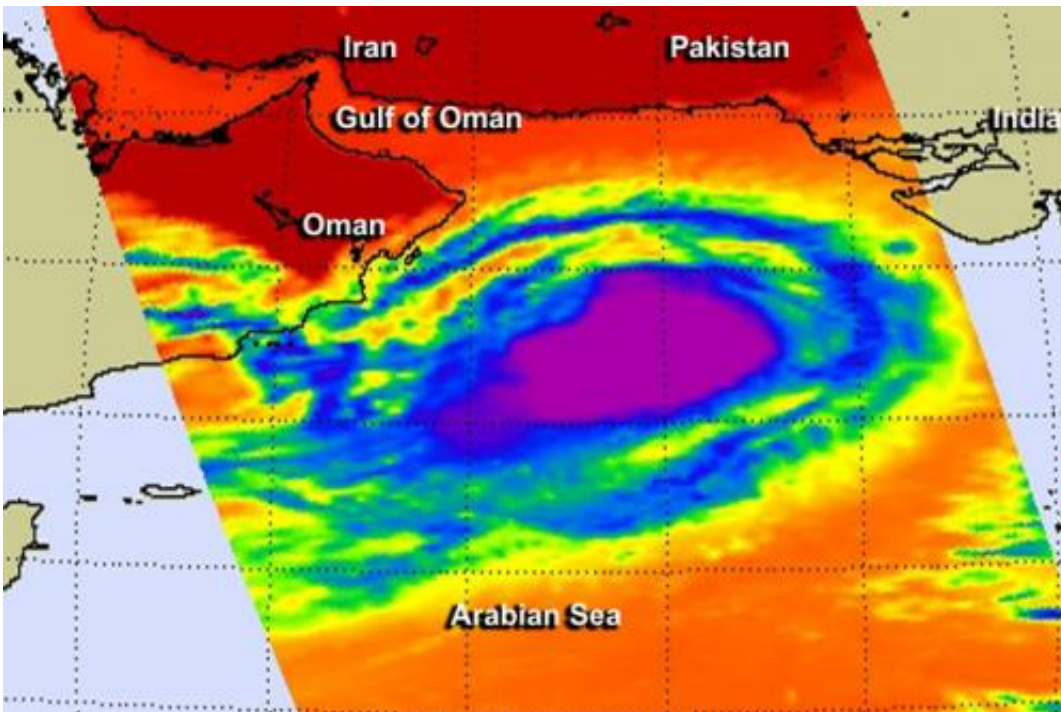 Iran
Pakistan
Gulf of Oman
India
Oman
Arabian Sea